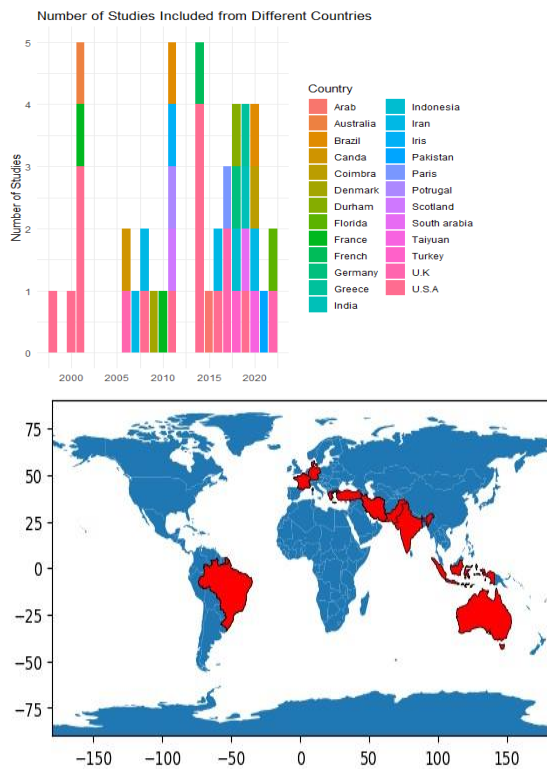 Number of Studies Included from Different Countries
Number of Studies
5
4
3
2
1
0
2000 2005 2010 2015 2020
Country
Arab
Australia
Brazil
Canda
Coimbra
Denmark
Durham
Florida
France
French
Germany
Greece
India
Indonesia
Iran
Iris
Pakistan
Paris
Potrugal
Scotland
South arabia
Taiyuan
Turkey
U.K
U.S.A
75
50
25
0
−25
−50
−75
−150 −100 −50 0 50 100 150